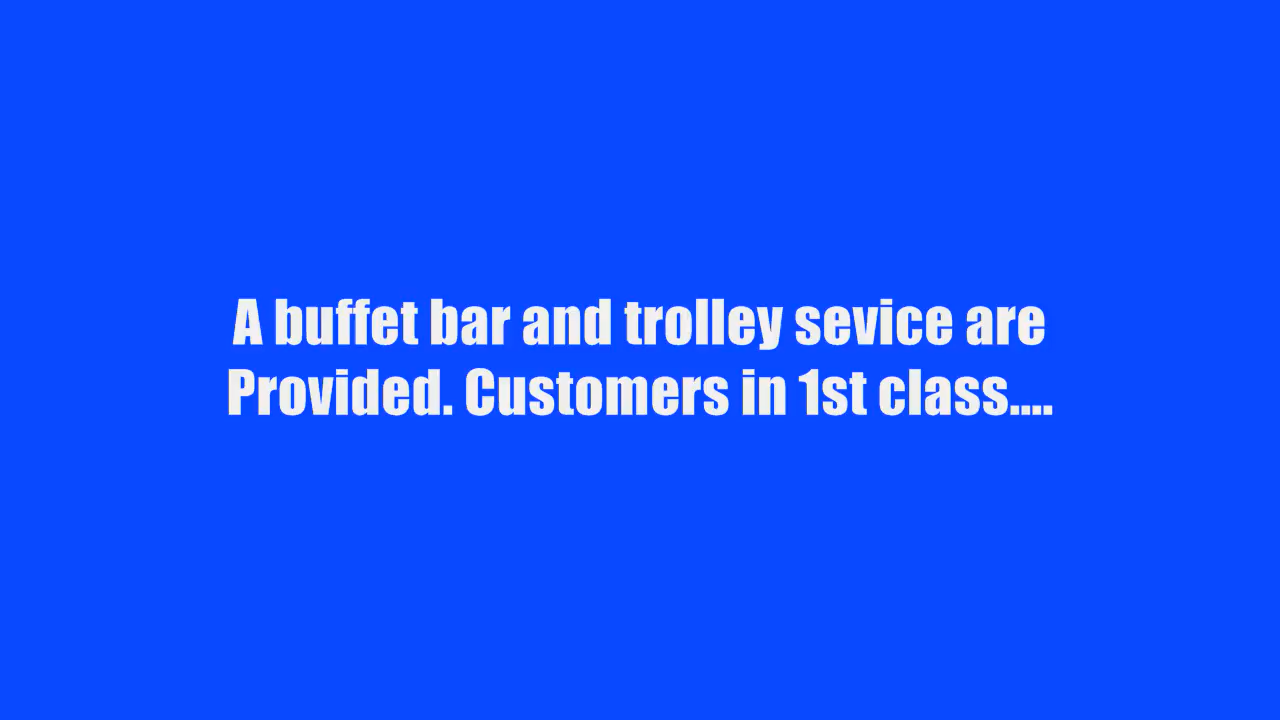 A buffet bar and trolley sevice are
Provided. Customers in 1st class....